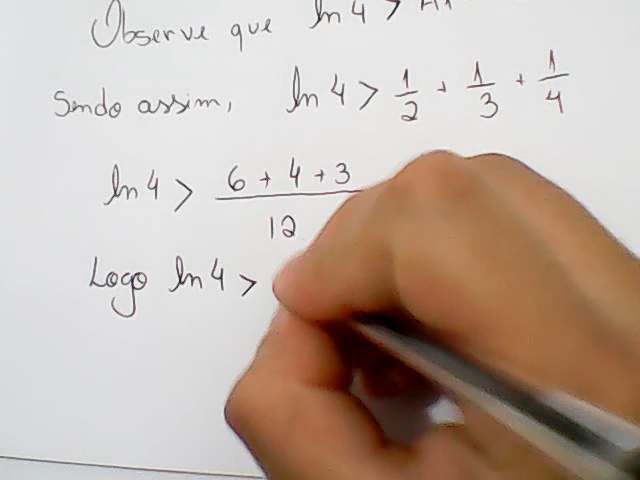 Observe que ln 4 >
Sendo assim, ln 4 > 1/2 + 1/3 + 1/4
ln 4 > (6 + 4 + 3)/12
Logo ln 4 >